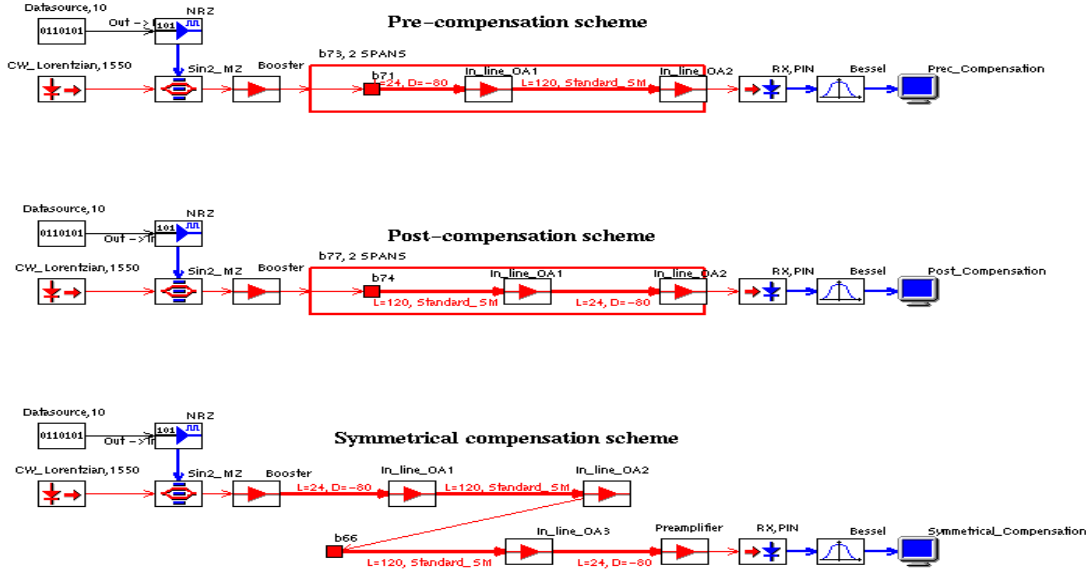 Pre-compensation scheme
Datasource,10
NRZ
0110101
Out ->
101
b73, 2 SPANS
CW_Lorentzian,1550
Sin2_MZ
Booster
b71
In_line_OA1
In_line_OA2
RX,PIN
Bessel
Prec_Compensation
L=24, D=-80
L=120, Standard_SM
Post-compensation scheme
Datasource,10
NRZ
0110101
Out ->
101
b77, 2 SPANS
CW_Lorentzian,1550
Sin2_MZ
Booster
b74
In_line_OA1
In_line_OA2
RX,PIN
Bessel
Post_Compensation
L=120, Standard_SM
L=24, D=-80
Symmetrical compensation scheme
Datasource,10
NRZ
0110101
Out ->
101
CW_Lorentzian,1550
Sin2_MZ
Booster
In_line_OA1
In_line_OA2
L=24, D=-80
L=120, Standard_SM
b66
In_line_OA3
Preamplifier
RX,PIN
Bessel
Symmetrical_Compensation
L=120, Standard_SM
L=24, D=-80